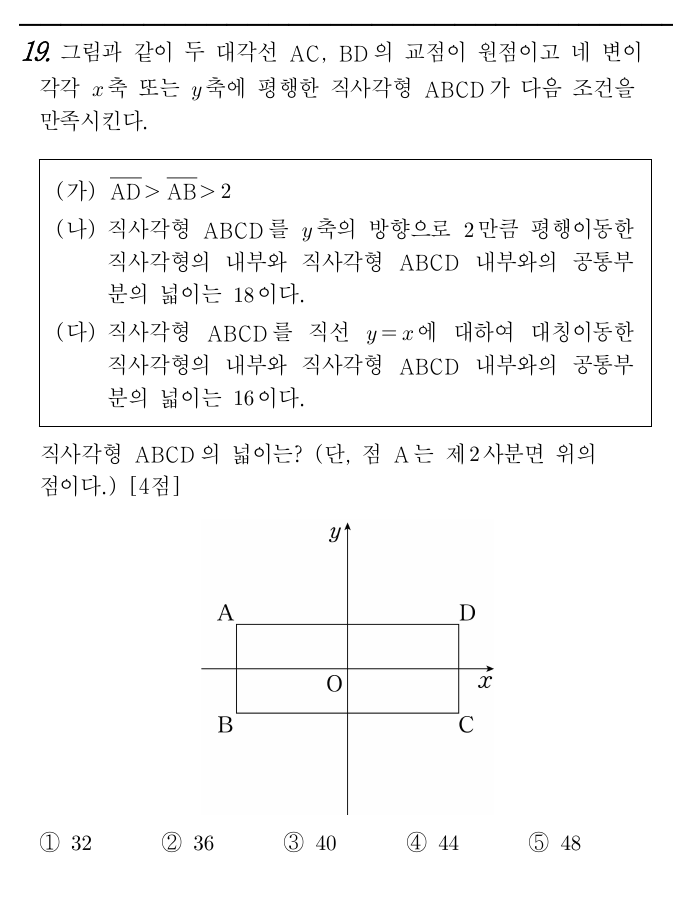 19. 그림과 같이 두 대각선 AC, BD의 교점이 원점이고 네 변이
각각 x축 또는 y축에 평행한 직사각형 ABCD가 다음 조건을
만족시킨다.
(가) \overline{AD} > \overline{AB} > 2
(나) 직사각형 ABCD를 y축의 방향으로 2만큼 평행이동한
직사각형의 내부와 직사각형 ABCD 내부와의 공통부
분의 넓이는 18이다.
(다) 직사각형 ABCD를 직선 y=x에 대하여 대칭이동한
직사각형의 내부와 직사각형 ABCD 내부와의 공통부
분의 넓이는 16이다.
직사각형 ABCD의 넓이는? (단, 점 A는 제2사분면 위의
점이다.) [4점]
y
A D
O x
B C
① 32 ② 36 ③ 40 ④ 44 ⑤ 48